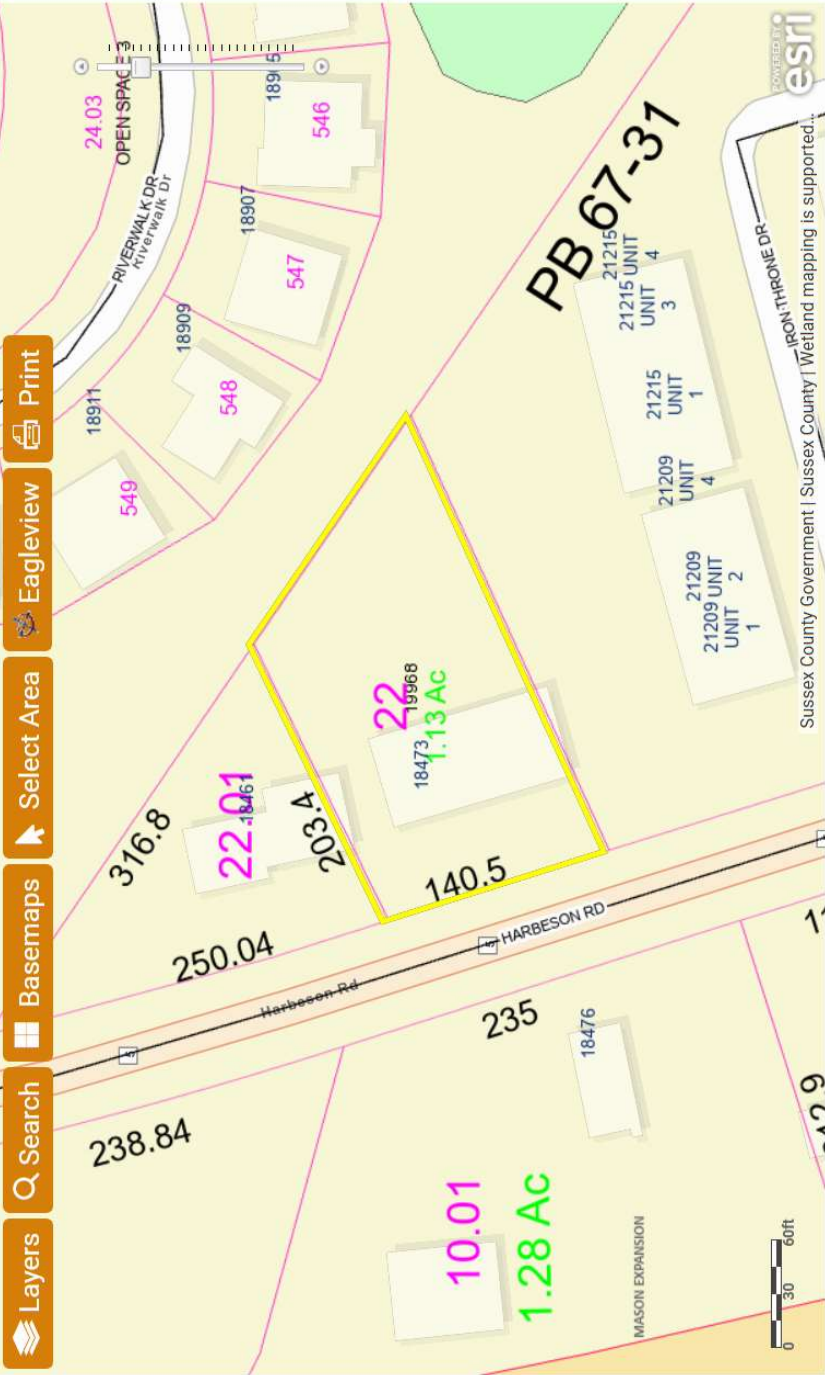 Layers
Search
Basemaps
Select Area
Eagleview
Print
24.03
OPEN SPACE 3
RIVERWALK DR
Riverwalk Dr
546
18907
547
18909
548
18911
549
PB 67-31
316.8
22.01
18461
203.4
250.04
22
19968
1.13 Ac
18473
140.5
5
HARBESON RD
Harbeson Rd
5
238.84
235
18476
10.01
1.28 Ac
MASON EXPANSION
21215
21215 UNIT
UNIT 4
3
21215
UNIT
1
21209
UNIT
4
21209
21209 UNIT
UNIT 2
1
IRON THRONE DR
0 30 60ft
Sussex County Government | Sussex County | Wetland mapping is supported...
POWERED BY
esri